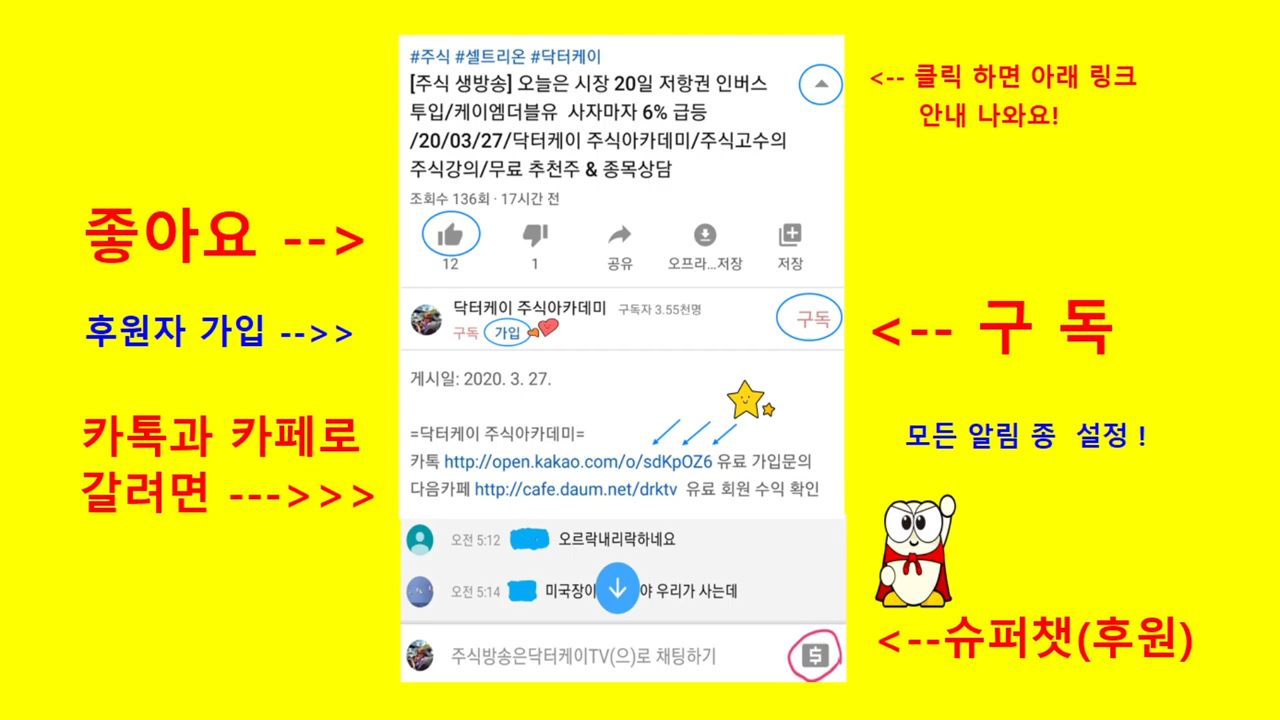 #주식 #셀트리온 #닥터케이
[주식 생방송] 오늘은 시장 20일 저항권 인버스
투입/케이엠더블유 사자마자 6% 급등
/20/03/27/닥터케이 주식아카데미/주식고수의
주식강의/무료 추천주 & 종목상담
조회수 136회 · 17시간 전
<-- 클릭 하면 아래 링크
안내 나와요!
좋아요 -->
12
1
공유
오프라...저장
저장
후원자 가입 -->>
닥터케이 주식아카데미 구독자 3.55천명
구독 가입
구독
<-- 구 독
게시일: 2020. 3. 27.
모든 알림 종 설정 !
카톡과 카페로
갈려면 --->>>
=닥터케이 주식아카데미=
카톡 http://open.kakao.com/o/sdKpOZ6 유료 가입문의
다음카페 http://cafe.daum.net/drktv 유료 회원 수익 확인
오전 5:12 오르락내리락하네요
오전 5:14 미국장이 야 우리가 사는데
<--슈퍼챗(후원)
주식방송은닥터케이TV(으)로 채팅하기
$